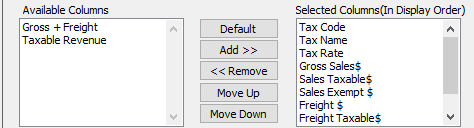 Available Columns
Gross + Freight
Taxable Revenue
Default
Add >>
<< Remove
Move Up
Move Down
Selected Columns(In Display Order)
Tax Code
Tax Name
Tax Rate
Gross Sales$
Sales Taxable$
Sales Exempt $
Freight $
Freight Taxable$